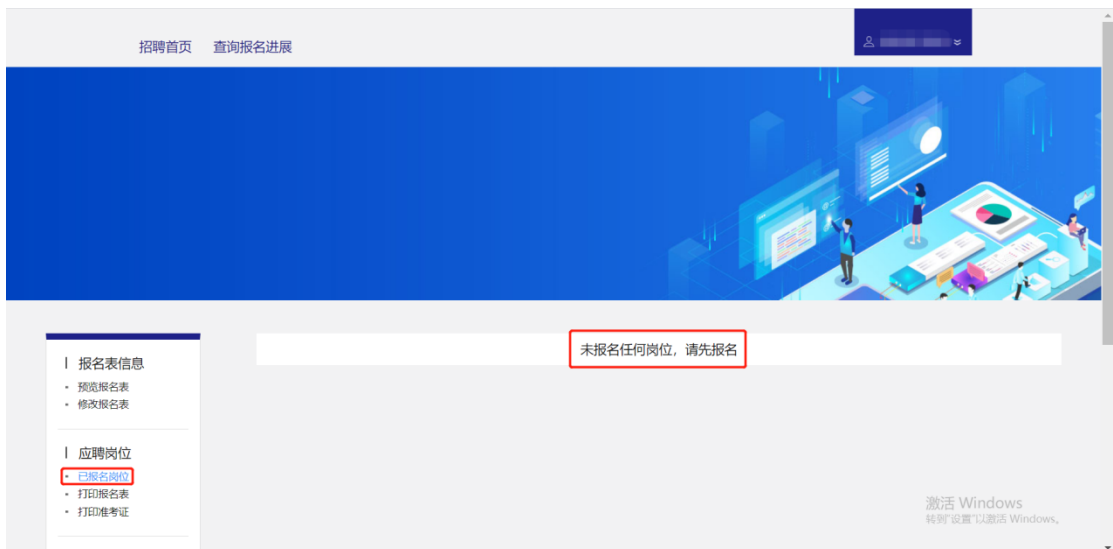 招聘首页 查询报名进展
未报名任何岗位，请先报名
报名表信息
预览报名表
修改报名表
应聘岗位
已报名岗位
打印报名表
打印准考证
激活 Windows
转到"设置"以激活 Windows。